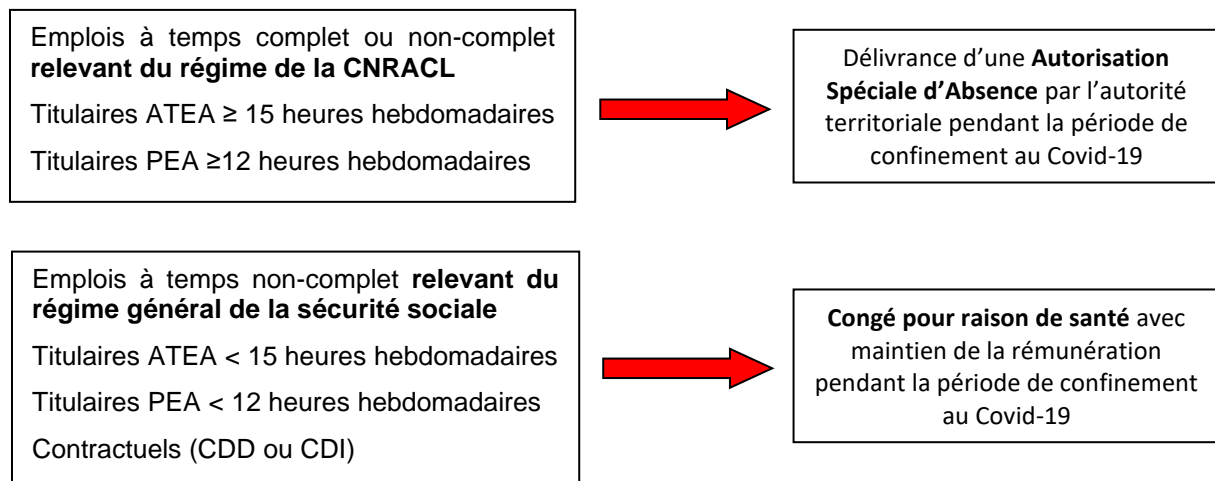 Emplois à temps complet ou non-complet
relevant du régime de la CNRACL
Titulaires ATEA ≥ 15 heures hebdomadaires
Titulaires PEA ≥12 heures hebdomadaires
Délivrance d’une Autorisation
Spéciale d’Absence par l’autorité
territoriale pendant la période de
confinement au Covid-19
Emplois à temps non-complet relevant du
régime général de la sécurité sociale
Titulaires ATEA < 15 heures hebdomadaires
Titulaires PEA < 12 heures hebdomadaires
Contractuels (CDD ou CDI)
Congé pour raison de santé avec
maintien de la rémunération
pendant la période de confinement
au Covid-19